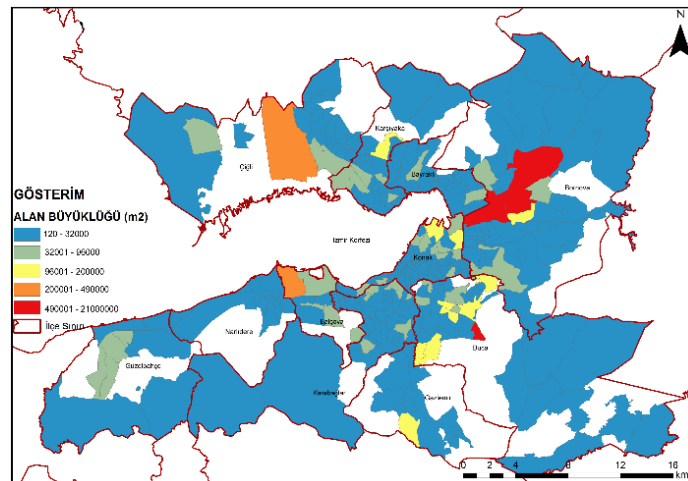 N
Karşıyaka
Çiğli
Bayraklı
Bornova
GÖSTERİM
ALAN BÜYÜKLÜĞÜ (m2)
120 - 32000
32001 - 96000
96001 - 200000
200001 - 490000
490001 - 21000000
İlçe Sınırı
İzmir Körfezi
Konak
Balçova
Narlıdere
Buca
Güzelbahçe
Karabağlar
Gaziemir
0 2 4 8 12 16
km